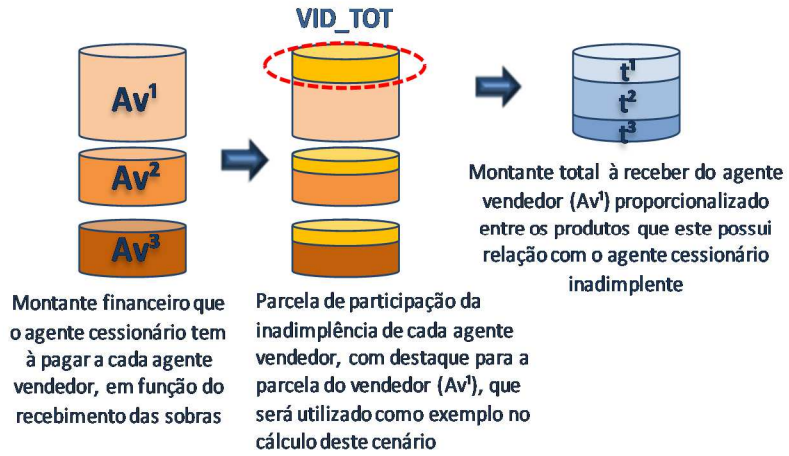 VID_TOT
Av¹
Av²
Av³
t¹
t²
t³
Montante financeiro que
o agente cessionário tem
à pagar a cada agente
vendedor, em função do
recebimento das sobras
Parcela de participação da
inadimplência de cada agente
vendedor, com destaque para a
parcela do vendedor (Av¹), que
será utilizado como exemplo no
cálculo deste cenário
Montante total à receber do agente
vendedor (Av¹) proporcionalizado
entre os produtos que este possui
relação com o agente cessionário
inadimplente